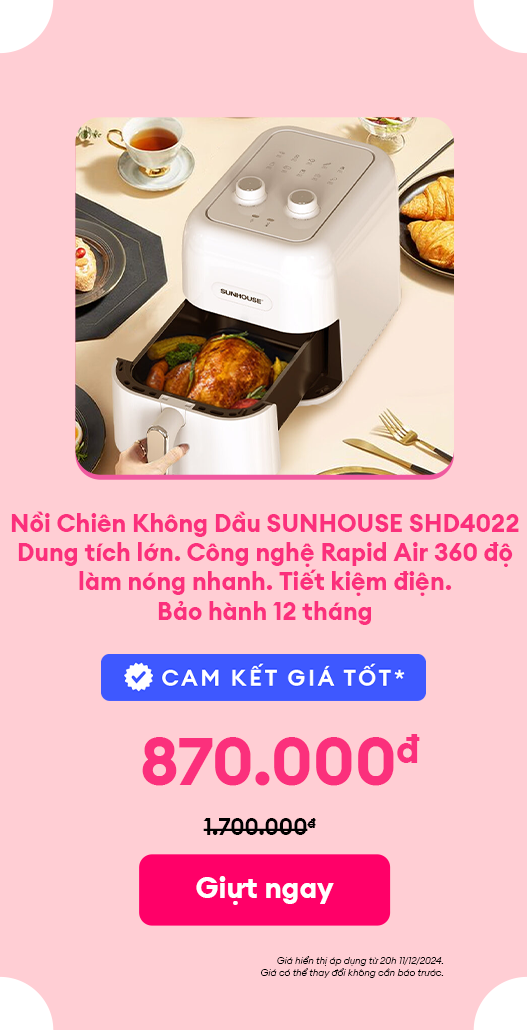 SUNHOUSE
Nồi Chiên Không Dầu SUNHOUSE SHD4022
Dung tích lớn. Công nghệ Rapid Air 360 độ
làm nóng nhanh. Tiết kiệm điện.
Bảo hành 12 tháng
CAM KẾT GIÁ TỐT*
870.000đ
1.700.000đ
Giựt ngay
Giá hiển thị áp dụng từ 20h 11/12/2024.
Giá có thể thay đổi không cần báo trước.